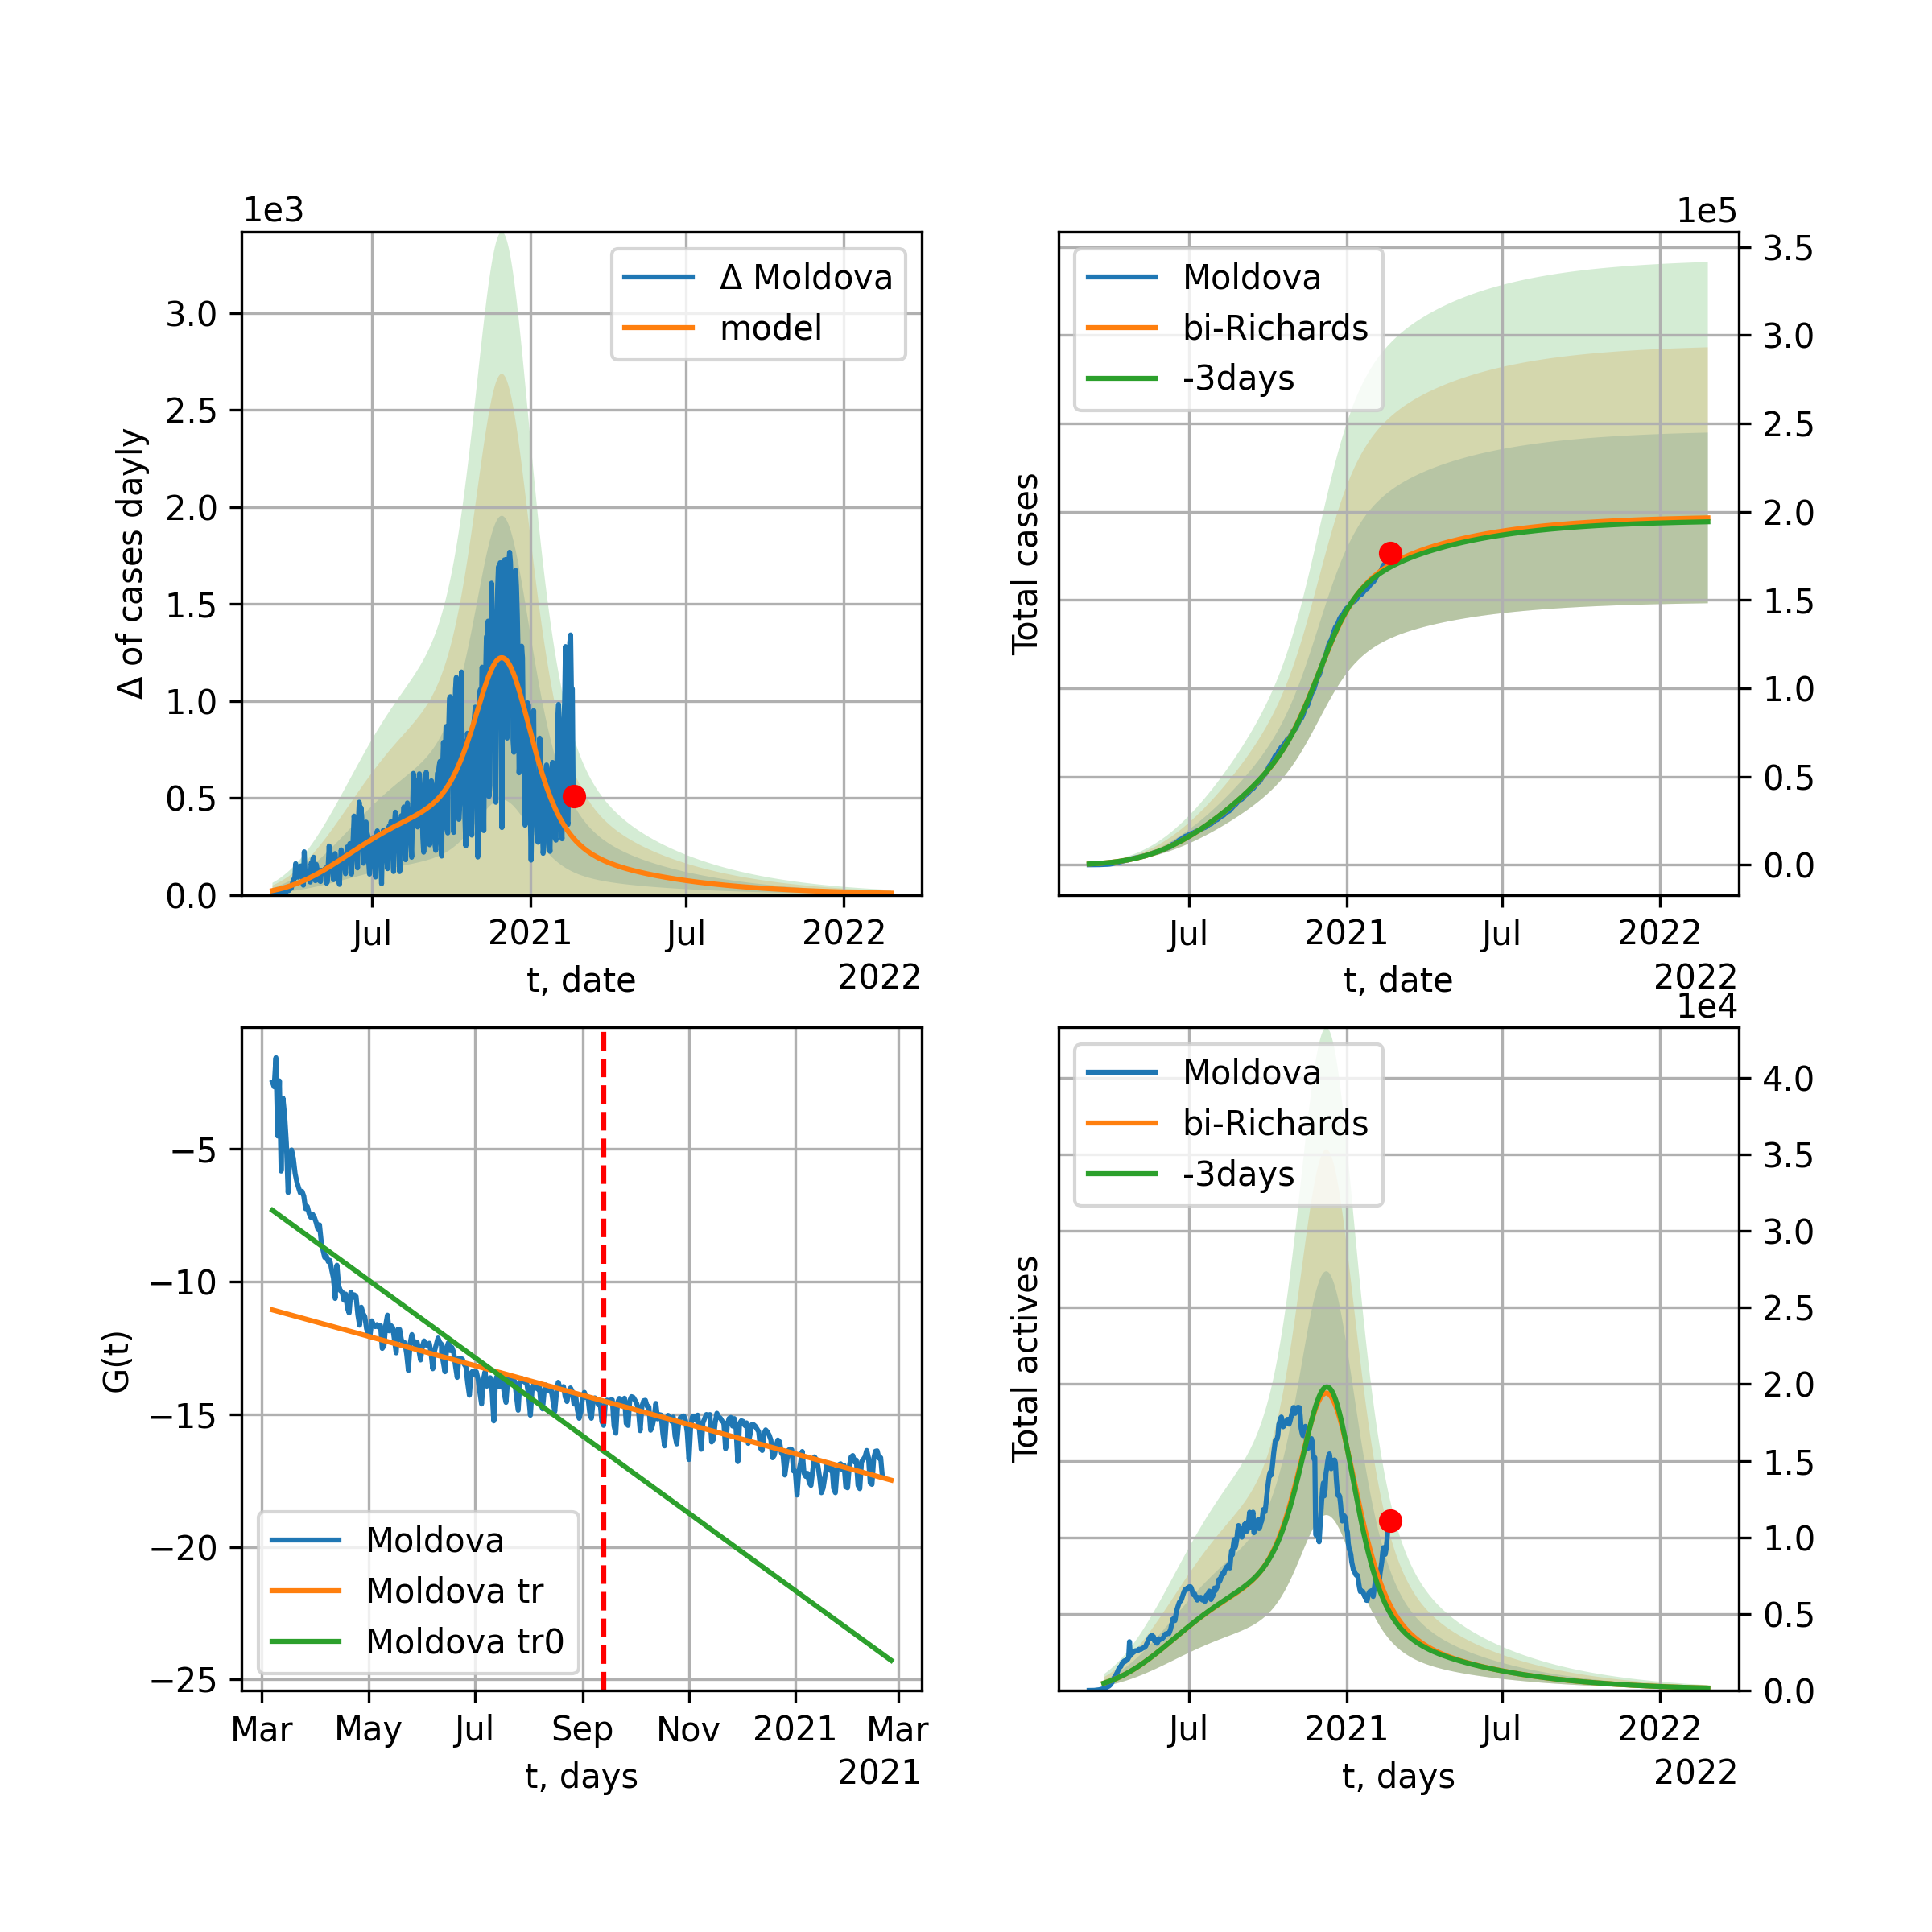 1e3
Δ of cases dayly
3.0
2.5
2.0
1.5
1.0
0.5
0.0
Δ Moldova
model
Jul 2021 Jul 2022
t, date
2022
1e5
Total cases
Moldova
bi-Richards
-3days
3.5
3.0
2.5
2.0
1.5
1.0
0.5
0.0
Jul 2021 Jul 2022
t, date
2022
G(t)
−5
−10
−15
−20
−25
Moldova
Moldova tr
Moldova tr0
Mar May Jul Sep Nov 2021 Mar
t, days
2021
1e4
Total actives
Moldova
bi-Richards
-3days
4.0
3.5
3.0
2.5
2.0
1.5
1.0
0.5
0.0
Jul 2021 Jul 2022
t, days
2022